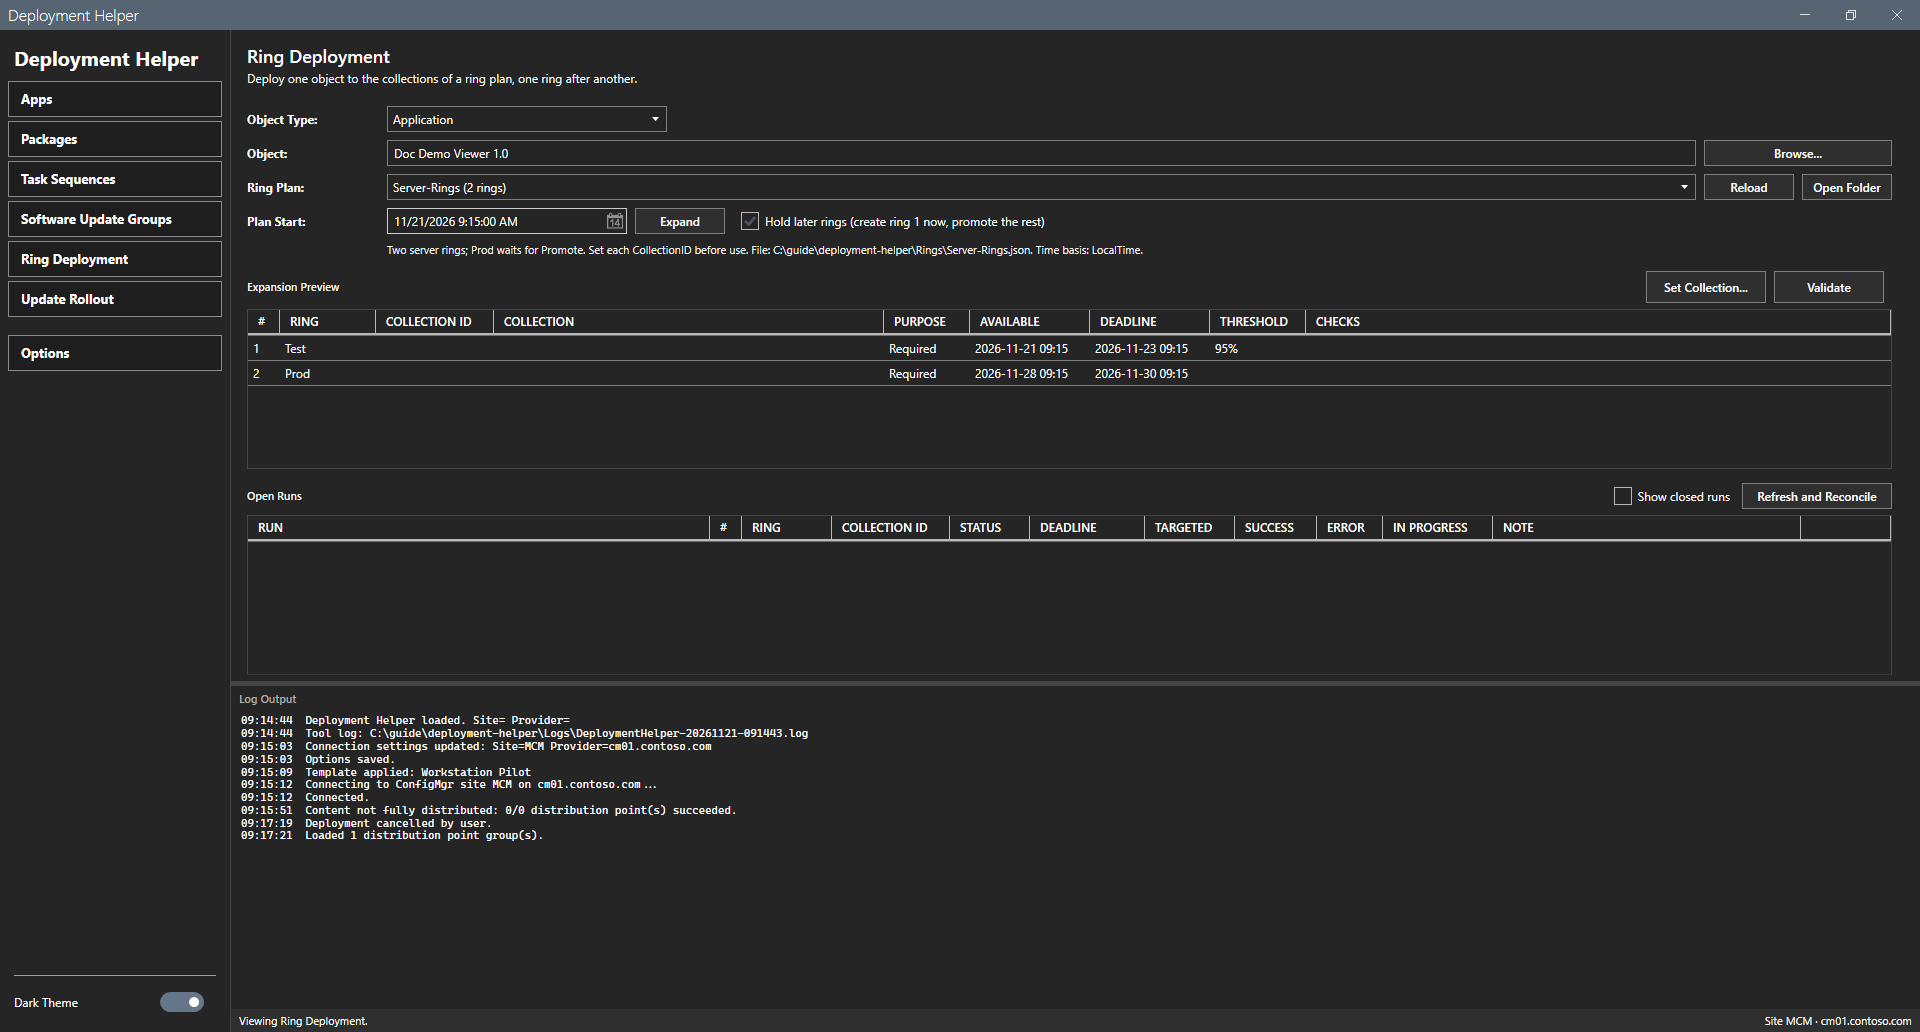 Deployment Helper
Deployment Helper
Apps
Packages
Task Sequences
Software Update Groups
Ring Deployment
Update Rollout
Options
Dark Theme
Ring Deployment
Deploy one object to the collections of a ring plan, one ring after another.
Object Type: Application
Object: Doc Demo Viewer 1.0 Browse...
Ring Plan: Server-Rings (2 rings) Reload Open Folder
Plan Start: 11/21/2026 9:15:00 AM 14 Expand Hold later rings (create ring 1 now, promote the rest)
Two server rings; Prod waits for Promote. Set each CollectionID before use. File: C:\guide\deployment-helper\Rings\Server-Rings.json. Time basis: LocalTime.
Expansion Preview Set Collection... Validate
# RING COLLECTION ID COLLECTION PURPOSE AVAILABLE DEADLINE THRESHOLD CHECKS
1 Test Required 2026-11-21 09:15 2026-11-23 09:15 95%
2 Prod Required 2026-11-28 09:15 2026-11-30 09:15
Open Runs Show closed runs Refresh and Reconcile
RUN # RING COLLECTION ID STATUS DEADLINE TARGETED SUCCESS ERROR IN PROGRESS NOTE
Log Output
09:14:44 Deployment Helper loaded. Site= Provider=
09:14:44 Tool log: C:\guide\deployment-helper\Logs\DeploymentHelper-20261121-091443.log
09:15:03 Connection settings updated: Site=MCM Provider=cm01.contoso.com
09:15:03 Options saved.
09:15:09 Template applied: Workstation Pilot
09:15:12 Connecting to ConfigMgr site MCM on cm01.contoso.com...
09:15:12 Connected.
09:15:51 Content not fully distributed: 0/0 distribution point(s) succeeded.
09:17:19 Deployment cancelled by user.
09:17:21 Loaded 1 distribution point group(s).
Viewing Ring Deployment. Site MCM · cm01.contoso.com